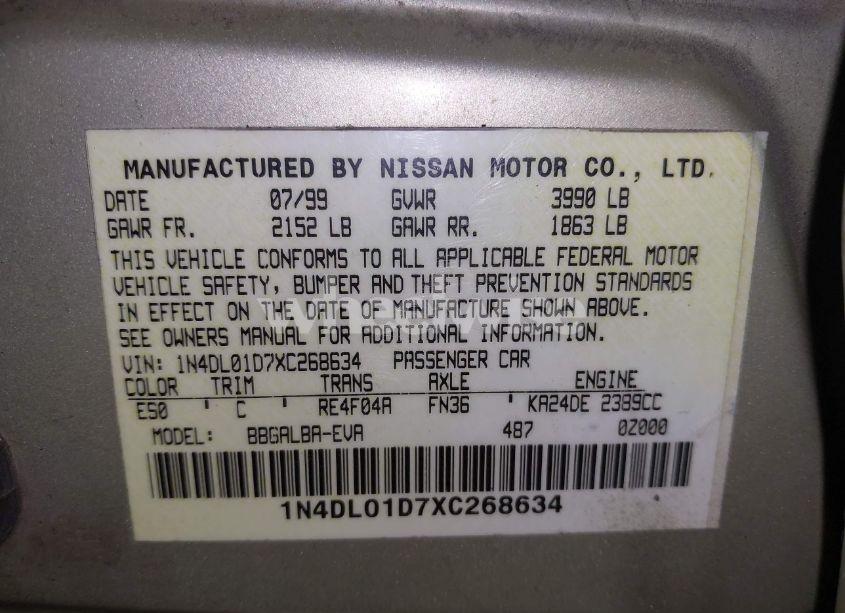 MANUFACTURED BY NISSAN MOTOR CO., LTD.
DATE 07/99 GVWR 3990 LB
GAWR FR. 2152 LB GAWR RR. 1863 LB
THIS VEHICLE CONFORMS TO ALL APPLICABLE FEDERAL MOTOR
VEHICLE SAFETY, BUMPER AND THEFT PREVENTION STANDARDS
IN EFFECT ON THE DATE OF MANUFACTURE SHOWN ABOVE.
SEE OWNERS MANUAL FOR ADDITIONAL INFORMATION.
VIN: 1N4DL01D7XC268634 PASSENGER CAR
COLOR TRIM TRANS AXLE ENGINE
ES0 ' C ' RE4F04A FN36 ' KA24DE 2389CC
MODEL: BBGALBA-EVA 487 0Z000
1N4DL01D7XC268634